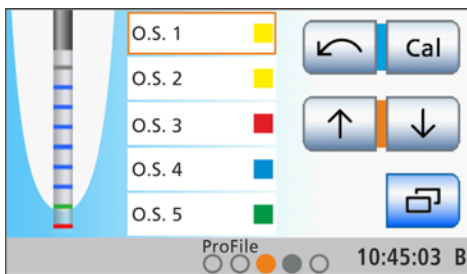 O.S. 1
Cal
O.S. 2
O.S. 3
O.S. 4
O.S. 5
ProFile
10:45:03 B